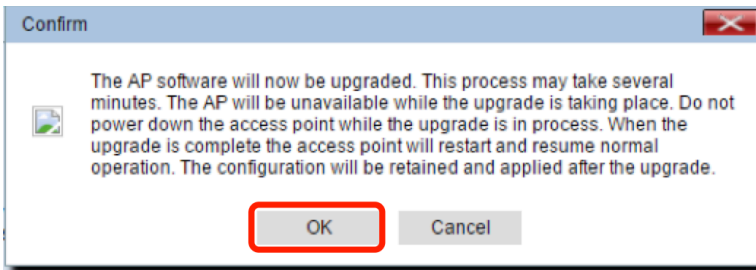 Confirm
The AP software will now be upgraded. This process may take several
minutes. The AP will be unavailable while the upgrade is taking place. Do not
power down the access point while the upgrade is in process. When the
upgrade is complete the access point will restart and resume normal
operation. The configuration will be retained and applied after the upgrade.
OK Cancel